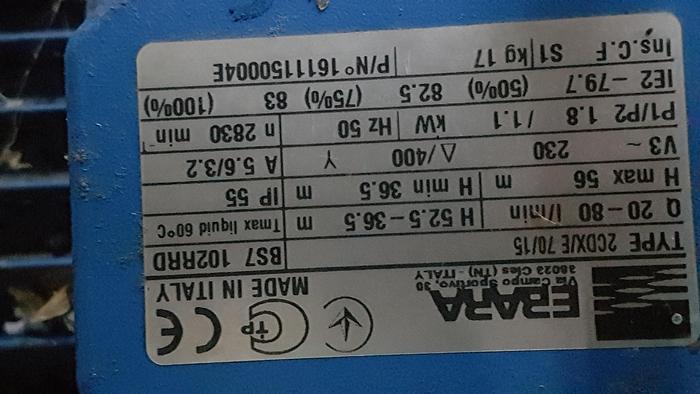 EBARA
Via Campo Sportivo, 30,
38023 Cles (TN) - ITALY
MADE IN ITALY
TYPE 2CDX/E 70/15 BS7 102RRD
Q 20-80 l/min H 52.5-36.5 m Tmax liquid 60°C
H max 56 m H min 36.5 m IP 55
V3 ~ 230 △/400 Y A 5.6/3.2
P1/P2 1.8 /1.1 kW Hz 50 n 2830 min⁻¹
IE2-79.7 (50%) 82.5 (75%) 83 (100%)
Ins.C.F S1 kg 17 P/N° 1611150004E